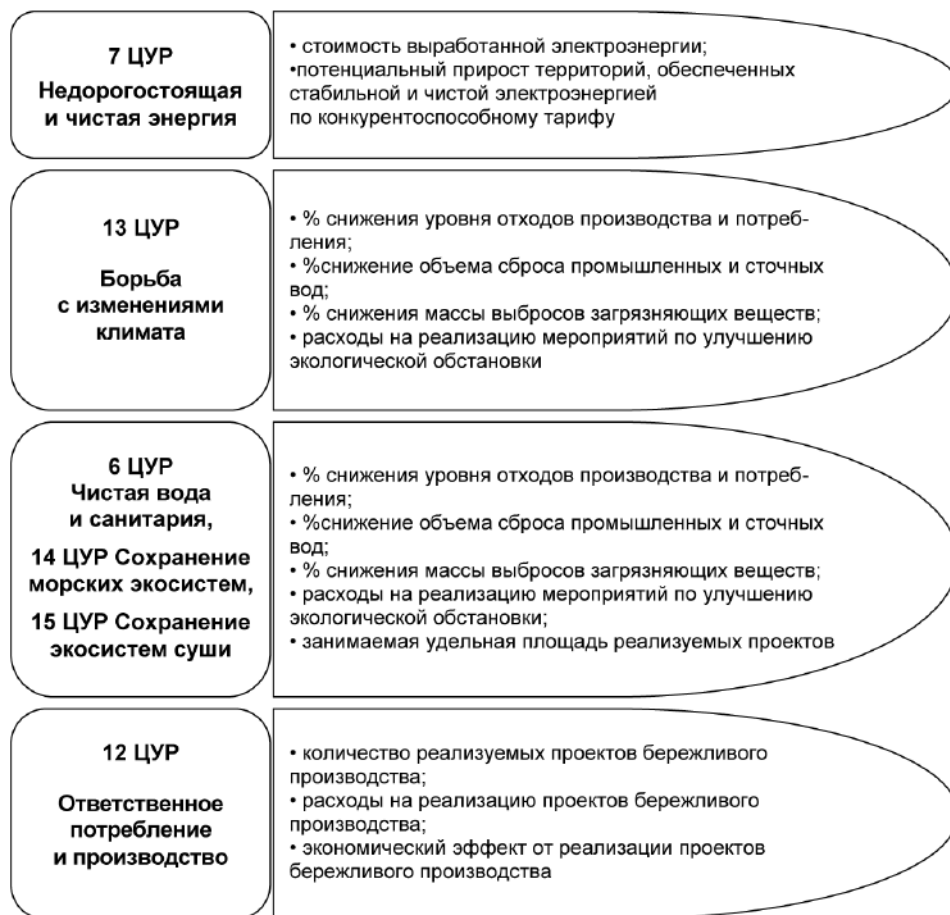 7 ЦУР
Недорогостоящая
и чистая энергия
• стоимость выработанной электроэнергии;
•потенциальный прирост территорий, обеспеченных
стабильной и чистой электроэнергией
по конкурентоспособному тарифу
13 ЦУР
Борьба
с изменениями
климата
• % снижения уровня отходов производства и потреб-
ления;
• %снижение объема сброса промышленных и сточных
вод;
• % снижения массы выбросов загрязняющих веществ;
• расходы на реализацию мероприятий по улучшению
экологической обстановки
6 ЦУР
Чистая вода
и санитария,
14 ЦУР Сохранение
морских экосистем,
15 ЦУР Сохранение
экосистем суши
• % снижения уровня отходов производства и потреб-
ления;
• %снижение объема сброса промышленных и сточных
вод;
• % снижения массы выбросов загрязняющих веществ;
• расходы на реализацию мероприятий по улучшению
экологической обстановки;
• занимаемая удельная площадь реализуемых проектов
12 ЦУР
Ответственное
потребление
и производство
• количество реализуемых проектов бережливого
производства;
• расходы на реализацию проектов бережливого
производства;
• экономический эффект от реализации проектов
бережливого производства